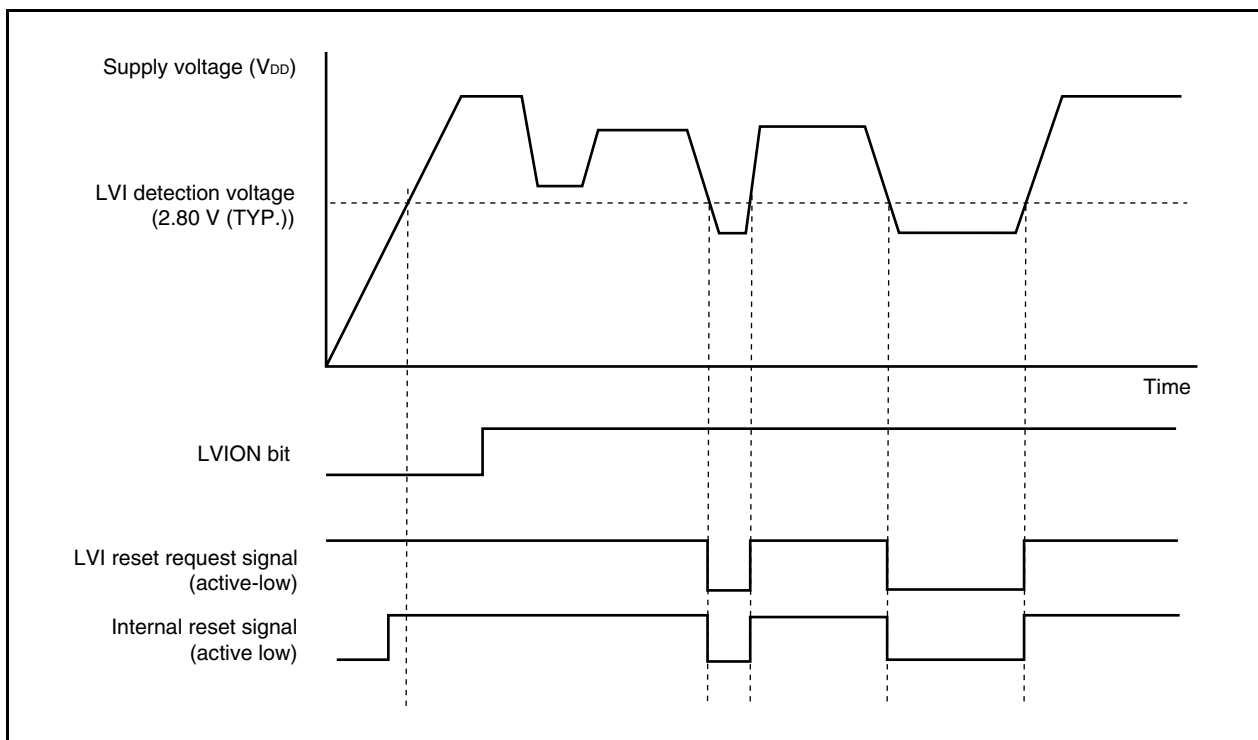 Supply voltage (VDD)
LVI detection voltage
(2.80 V (TYP.))
Time
LVION bit
LVI reset request signal
(active-low)
Internal reset signal
(active low)